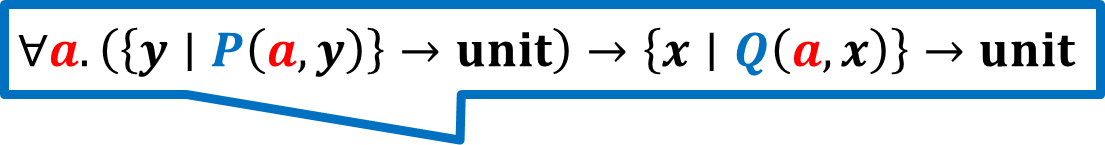 ∀a. ({y | P(a, y)} → unit) → {x | Q(a, x)} → unit